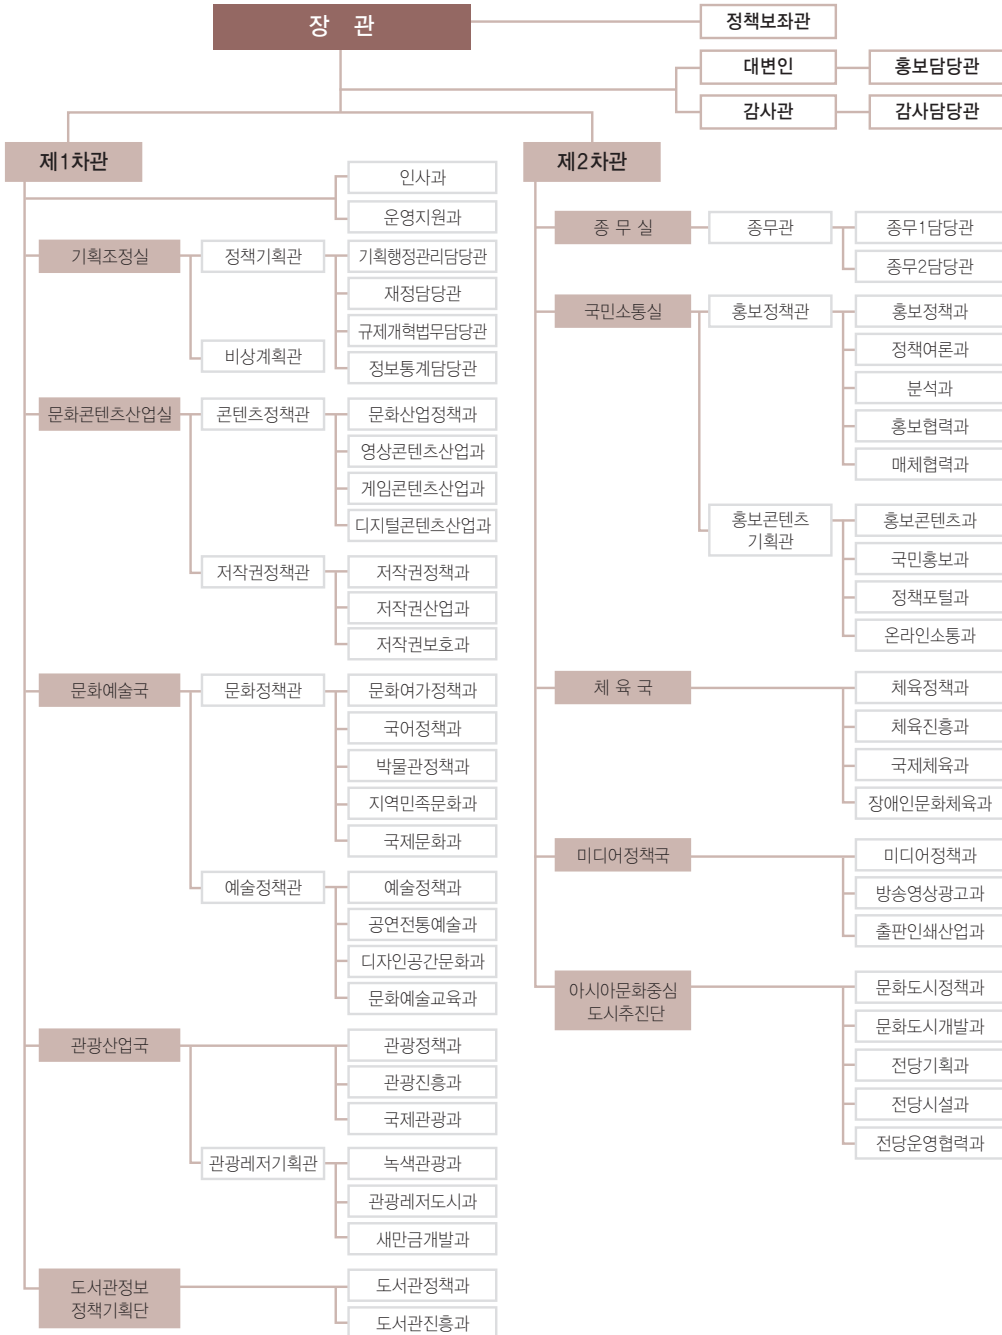 장 관
정책보좌관
대변인
홍보담당관
감사관
감사담당관
제1차관
인사과
운영지원과
기획조정실
정책기획관
기획행정관리담당관
재정담당관
규제개혁법무담당관
비상계획관
정보통계담당관
문화콘텐츠산업실
콘텐츠정책관
문화산업정책과
영상콘텐츠산업과
게임콘텐츠산업과
디지털콘텐츠산업과
저작권정책관
저작권정책과
저작권산업과
저작권보호과
문화예술국
문화정책관
문화여가정책과
국어정책과
박물관정책과
지역민족문화과
국제문화과
예술정책관
예술정책과
공연전통예술과
디자인공간문화과
문화예술교육과
관광산업국
관광정책과
관광진흥과
국제관광과
관광레저기획관
녹색관광과
관광레저도시과
새만금개발과
도서관정보
정책기획단
도서관정책과
도서관진흥과
제2차관
종 무 실
종무관
종무1담당관
종무2담당관
국민소통실
홍보정책관
홍보정책과
정책여론과
분석과
홍보협력과
매체협력과
홍보콘텐츠
기획관
홍보콘텐츠과
국민홍보과
정책포털과
온라인소통과
체 육 국
체육정책과
체육진흥과
국제체육과
장애인문화체육과
미디어정책국
미디어정책과
방송영상광고과
출판인쇄산업과
아시아문화중심
도시추진단
문화도시정책과
문화도시개발과
전당기획과
전당시설과
전당운영협력과